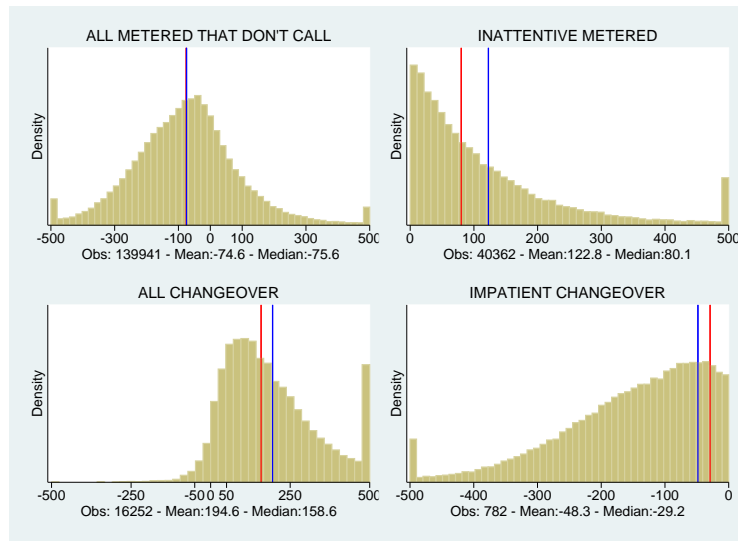 ALL METERED THAT DON'T CALL
Density
-500 -300 -100 0 100 300 500
Obs: 139941 - Mean:-74.6 - Median:-75.6
INATTENTIVE METERED
Density
0 100 200 300 400 500
Obs: 40362 - Mean:122.8 - Median:80.1
ALL CHANGEOVER
Density
-500 -250 -50 0 50 250 500
Obs: 16252 - Mean:194.6 - Median:158.6
IMPATIENT CHANGEOVER
Density
-500 -400 -300 -200 -100 0
Obs: 782 - Mean:-48.3 - Median:-29.2